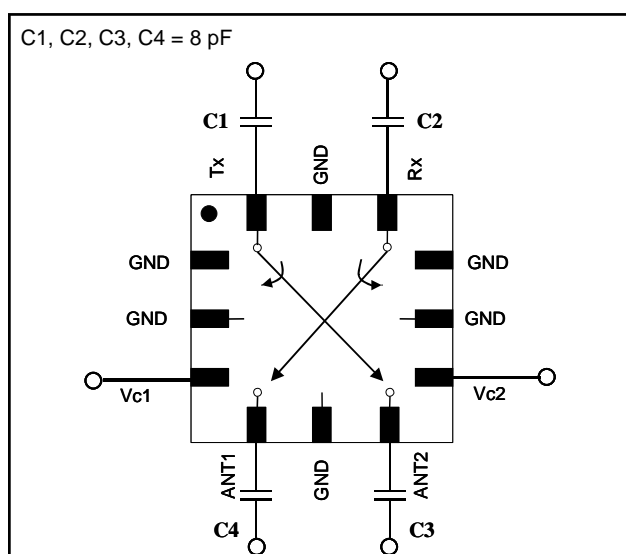 C1, C2, C3, C4 = 8 pF
C1
C2
Tx
GND
Rx
GND
GND
GND
GND
Vc1
Vc2
ANT1
GND
ANT2
C4
C3